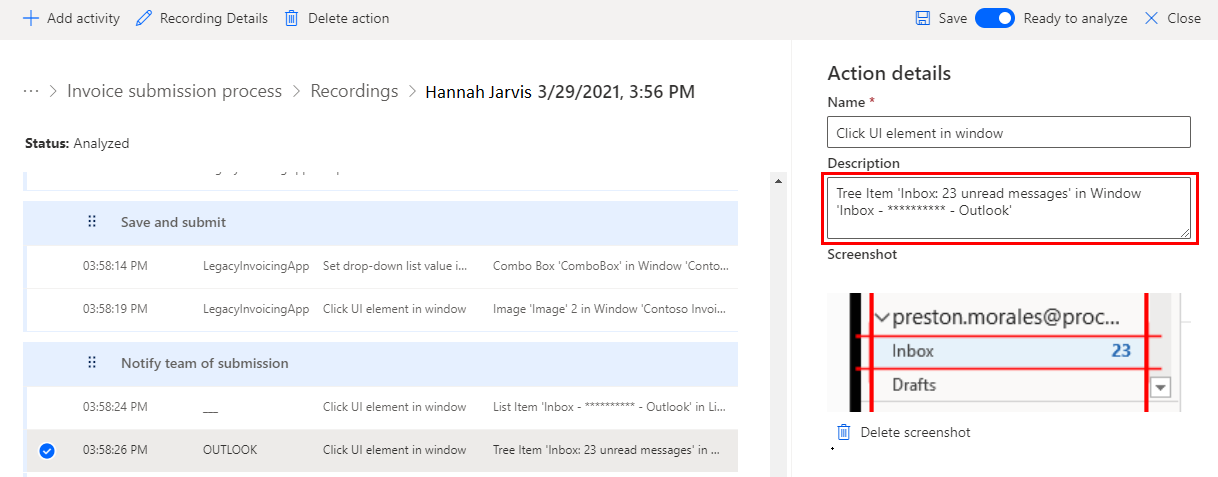 Add activity Recording Details Delete action Save Ready to analyze Close
··· > Invoice submission process > Recordings > Hannah Jarvis 3/29/2021, 3:56 PM
Status: Analyzed
Save and submit
03:58:14 PM LegacyInvoicingApp Set drop-down list value i... Combo Box 'ComboBox' in Window 'Conto...
03:58:19 PM LegacyInvoicingApp Click UI element in window Image 'Image' 2 in Window 'Contoso Invoi...
Notify team of submission
03:58:24 PM __ Click UI element in window List Item 'Inbox - ********** - Outlook' in Li...
03:58:26 PM OUTLOOK Click UI element in window Tree Item 'Inbox: 23 unread messages' in ...
Action details
Name *
Click UI element in window
Description
Tree Item 'Inbox: 23 unread messages' in Window
'Inbox - ********** - Outlook'
Screenshot
preston.morales@proc...
Inbox 23
Drafts
Delete screenshot